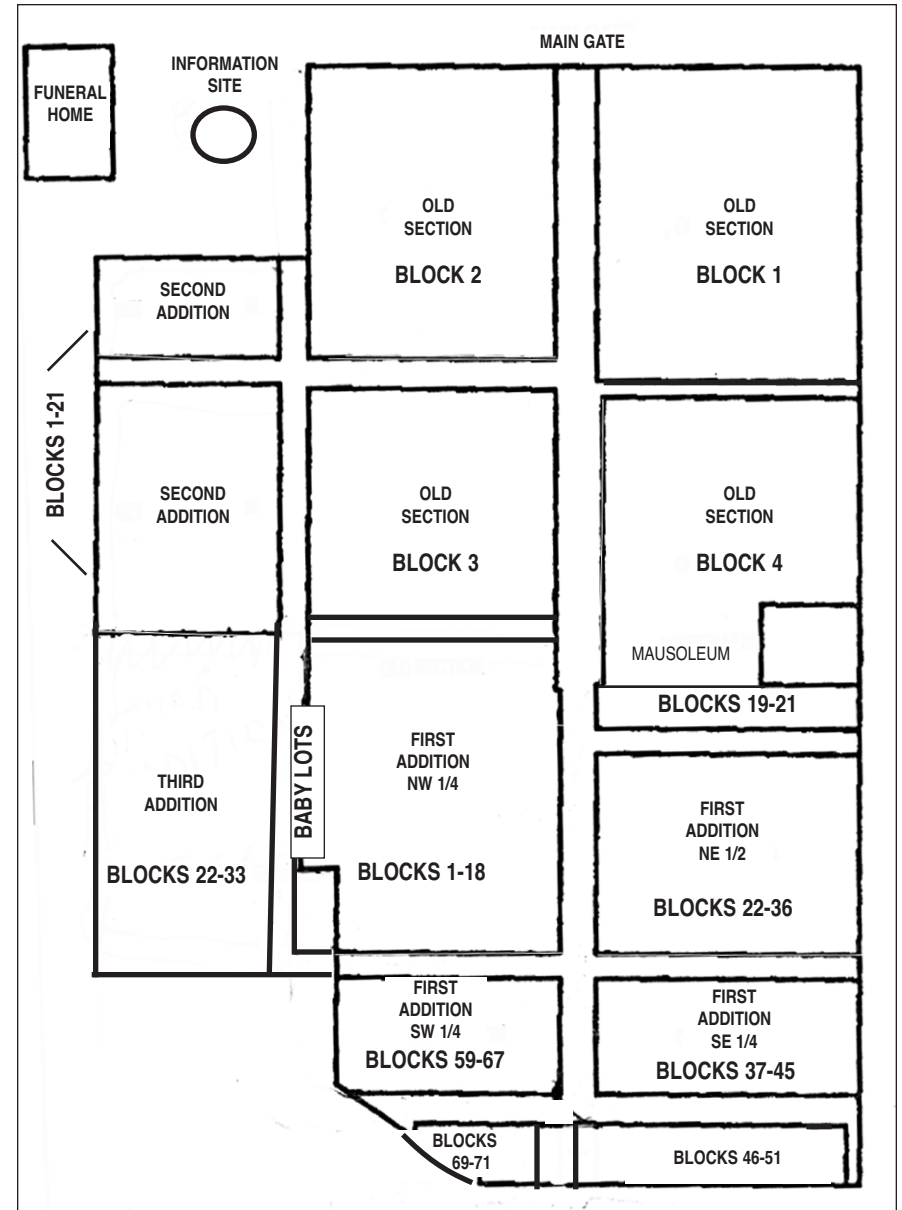 MAIN GATE
FUNERAL
HOME
INFORMATION
SITE
OLD
SECTION
BLOCK 2
OLD
SECTION
BLOCK 1
SECOND
ADDITION
BLOCKS 1-21
SECOND
ADDITION
OLD
SECTION
BLOCK 3
OLD
SECTION
BLOCK 4
MAUSOLEUM
BLOCKS 19-21
BABY LOTS
FIRST
ADDITION
NW 1/4
BLOCKS 1-18
THIRD
ADDITION
BLOCKS 22-33
FIRST
ADDITION
NE 1/2
BLOCKS 22-36
FIRST
ADDITION
SW 1/4
BLOCKS 59-67
FIRST
ADDITION
SE 1/4
BLOCKS 37-45
BLOCKS
69-71
BLOCKS 46-51